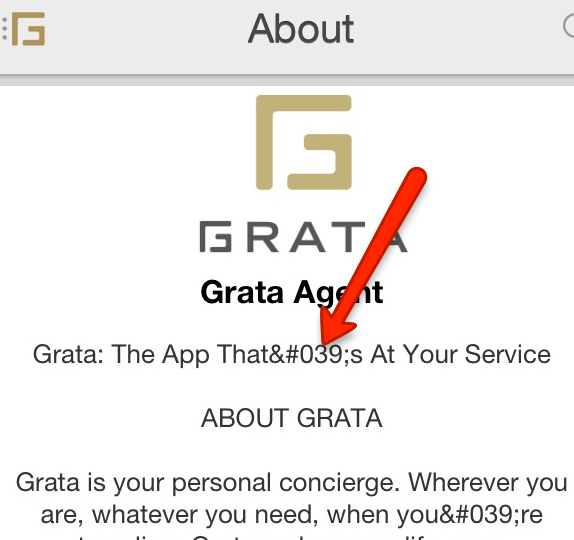 About
GRATA
Grata Agent
Grata: The App That&#039;s At Your Service
ABOUT GRATA
Grata is your personal concierge. Wherever you
are, whatever you need, when you&#039;re